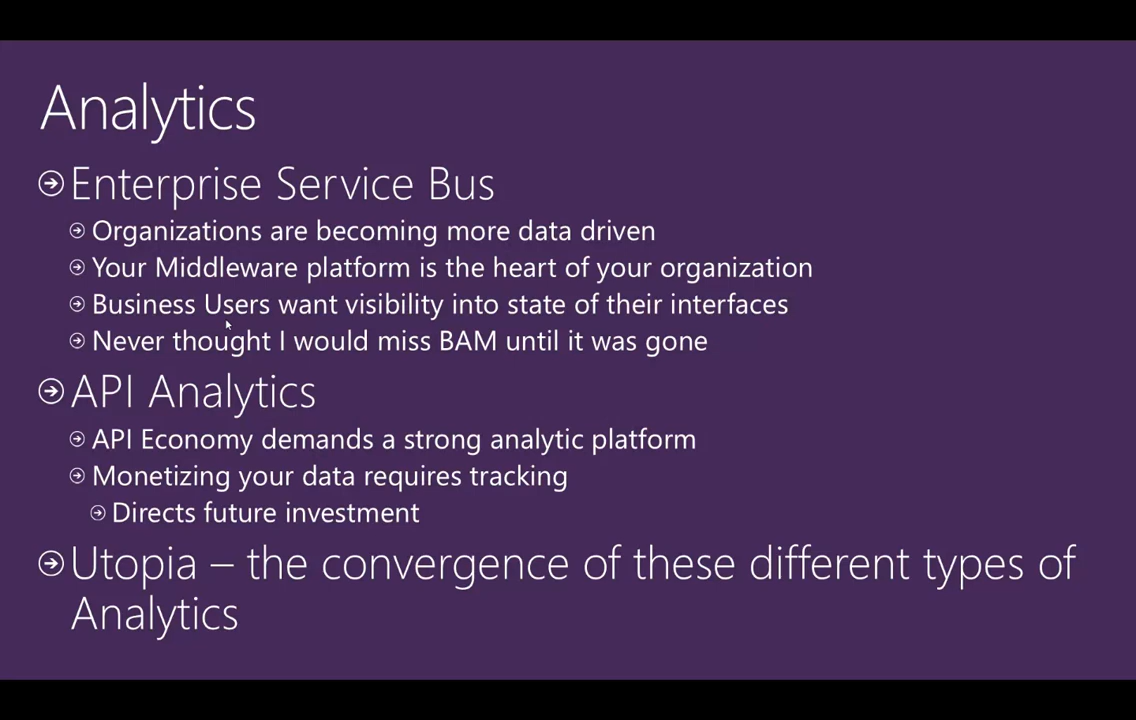 Analytics
Enterprise Service Bus
Organizations are becoming more data driven
Your Middleware platform is the heart of your organization
Business Users want visibility into state of their interfaces
Never thought I would miss BAM until it was gone
API Analytics
API Economy demands a strong analytic platform
Monetizing your data requires tracking
Directs future investment
Utopia – the convergence of these different types of
Analytics